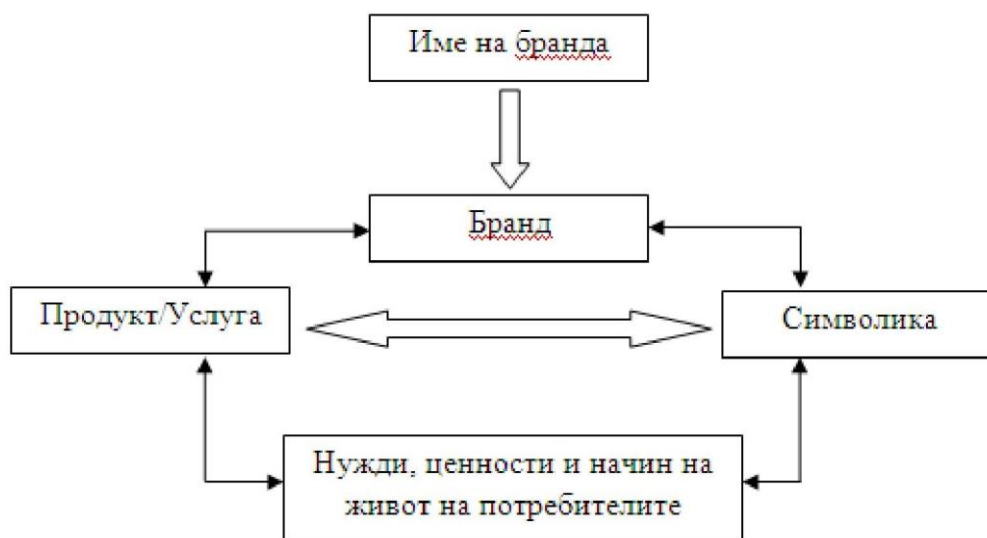 Име на бранда
Бранд
Продукт/Услуга
Символика
Нужди, ценности и начин на
живот на потребителите